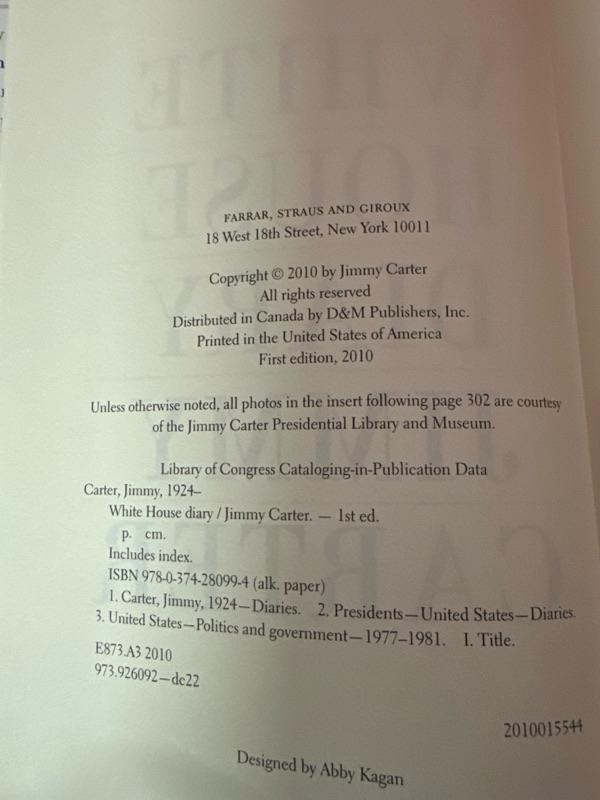 FARRAR, STRAUS AND GIROUX
18 West 18th Street, New York 10011
Copyright © 2010 by Jimmy Carter
All rights reserved
Distributed in Canada by D&M Publishers, Inc.
Printed in the United States of America
First edition, 2010
Unless otherwise noted, all photos in the insert following page 302 are courtesy
of the Jimmy Carter Presidential Library and Museum.
Library of Congress Cataloging-in-Publication Data
Carter, Jimmy, 1924–
White House diary / Jimmy Carter. — 1st ed.
p. cm.
Includes index.
ISBN 978-0-374-28099-4 (alk. paper)
1. Carter, Jimmy, 1924—Diaries. 2. Presidents—United States—Diaries.
3. United States—Politics and government—1977–1981. I. Title.
E873.A3 2010
973.926092—dc22
2010015544
Designed by Abby Kagan